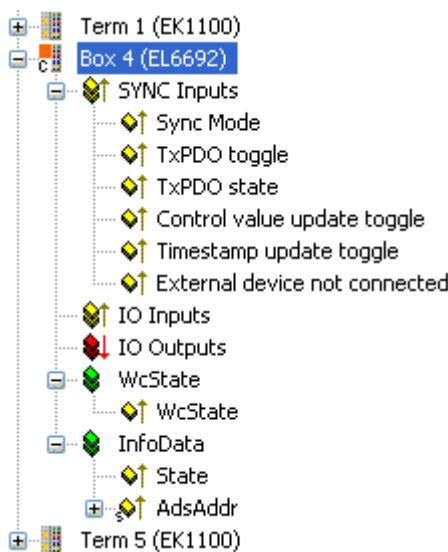 Term 1 (EK1100)
Box 4 (EL6692)
SYNC Inputs
Sync Mode
TxPDO toggle
TxPDO state
Control value update toggle
Timestamp update toggle
External device not connected
IO Inputs
IO Outputs
WcState
WcState
InfoData
State
AdsAddr
Term 5 (EK1100)